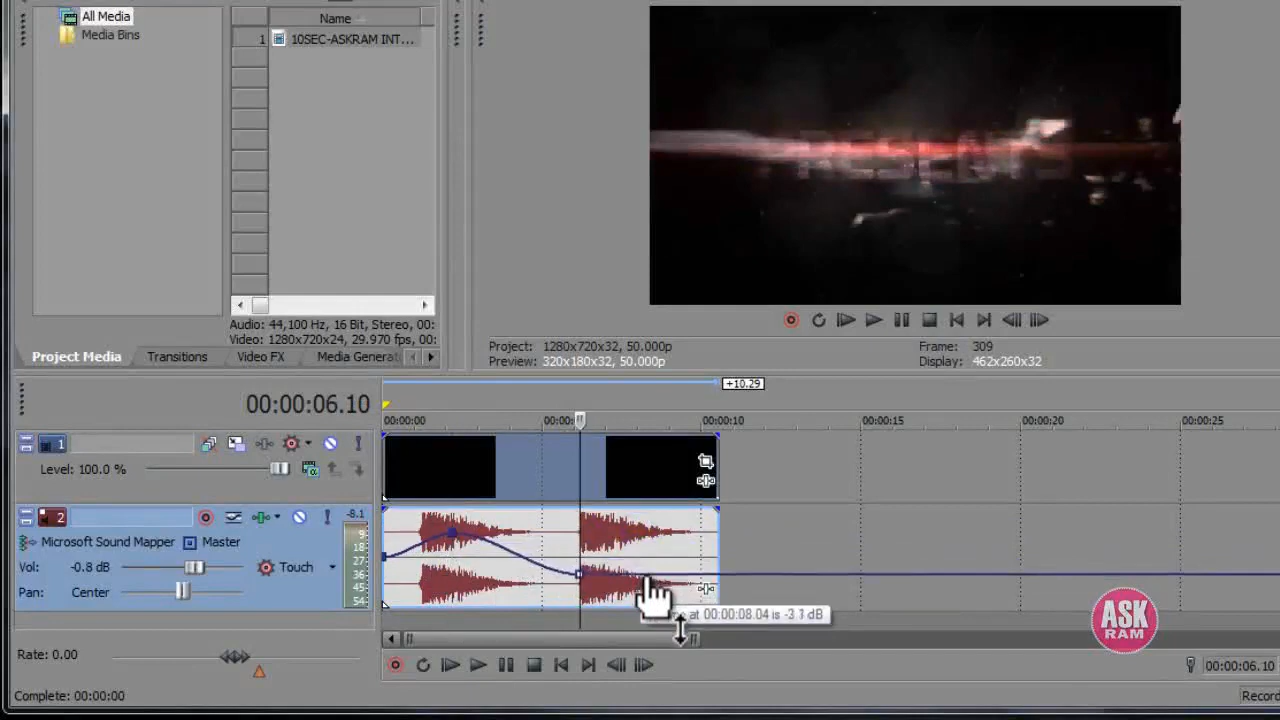 All Media
Media Bins
Name
1 10SEC-ASKRAM INT...
RESENTS
Audio: 44,100 Hz, 16 Bit, Stereo, 00:
Video: 1280x720x24, 29.970 fps, 00:
Project Media Transitions Video FX Media Generat
Project: 1280x720x32, 50.000p Frame: 309
Preview: 320x180x32, 50.000p Display: 462x260x32
+10.29
00:00:06.10
00:00:00 00:00: 00:00:10 00:00:15 00:00:20 00:00:25
1
Level: 100.0 %
2 -8.1
Microsoft Sound Mapper Master
9
18
27
36
45
54
Vol: -0.8 dB Touch
Pan: Center
at 00:00:08.04 is -3.1 dB
ASK
RAM
Rate: 0.00
00:00:06.10
Complete: 00:00:00
Record